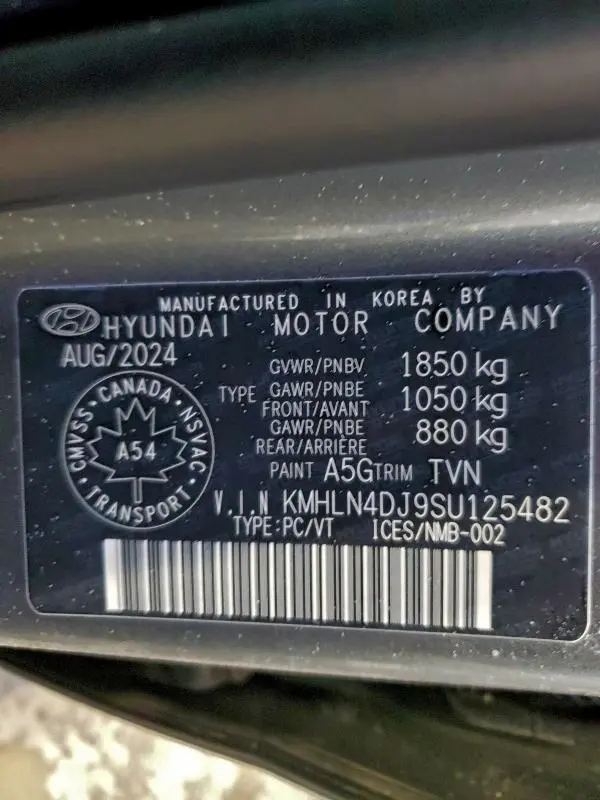 MANUFACTURED IN KOREA BY
HYUNDAI MOTOR COMPANY
AUG/2024
GVWR/PNBV 1850 kg
TYPE GAWR/PNBE FRONT/AVANT 1050 kg
GAWR/PNBE REAR/ARRIÈRE 880 kg
PAINT A5G TRIM TVN
CANADA
CMVSS NSVAC
A54
TRANSPORT
V.I.N KMHLN4DJ9SU125482
TYPE:PC/VT ICES/NMB-002